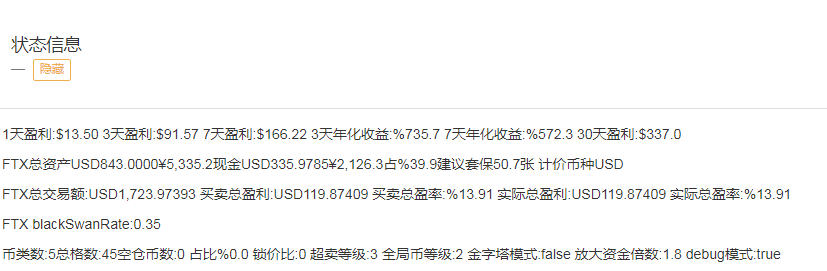 状态信息
— 隐藏
1天盈利:$13.50 3天盈利:$91.57 7天盈利:$166.22 3天年化收益:%735.7 7天年化收益:%572.3 30天盈利:$337.0
FTX总资产USD843.0000¥5,335.2现金USD335.9785¥2,126.3占%39.9建议套保50.7张 计价币种USD
FTX总交易额:USD1,723.97393 买卖总盈利:USD119.87409 买卖总盈率:%13.91 实际总盈利:USD119.87409 实际总盈率:%13.91
FTX blackSwanRate:0.35
币类数:5总格数:45空仓币数:0 占比%0.0 锁价比:0 超卖等级:3 全局币等级:2 金字塔模式:false 放大资金倍数:1.8 debug模式:true